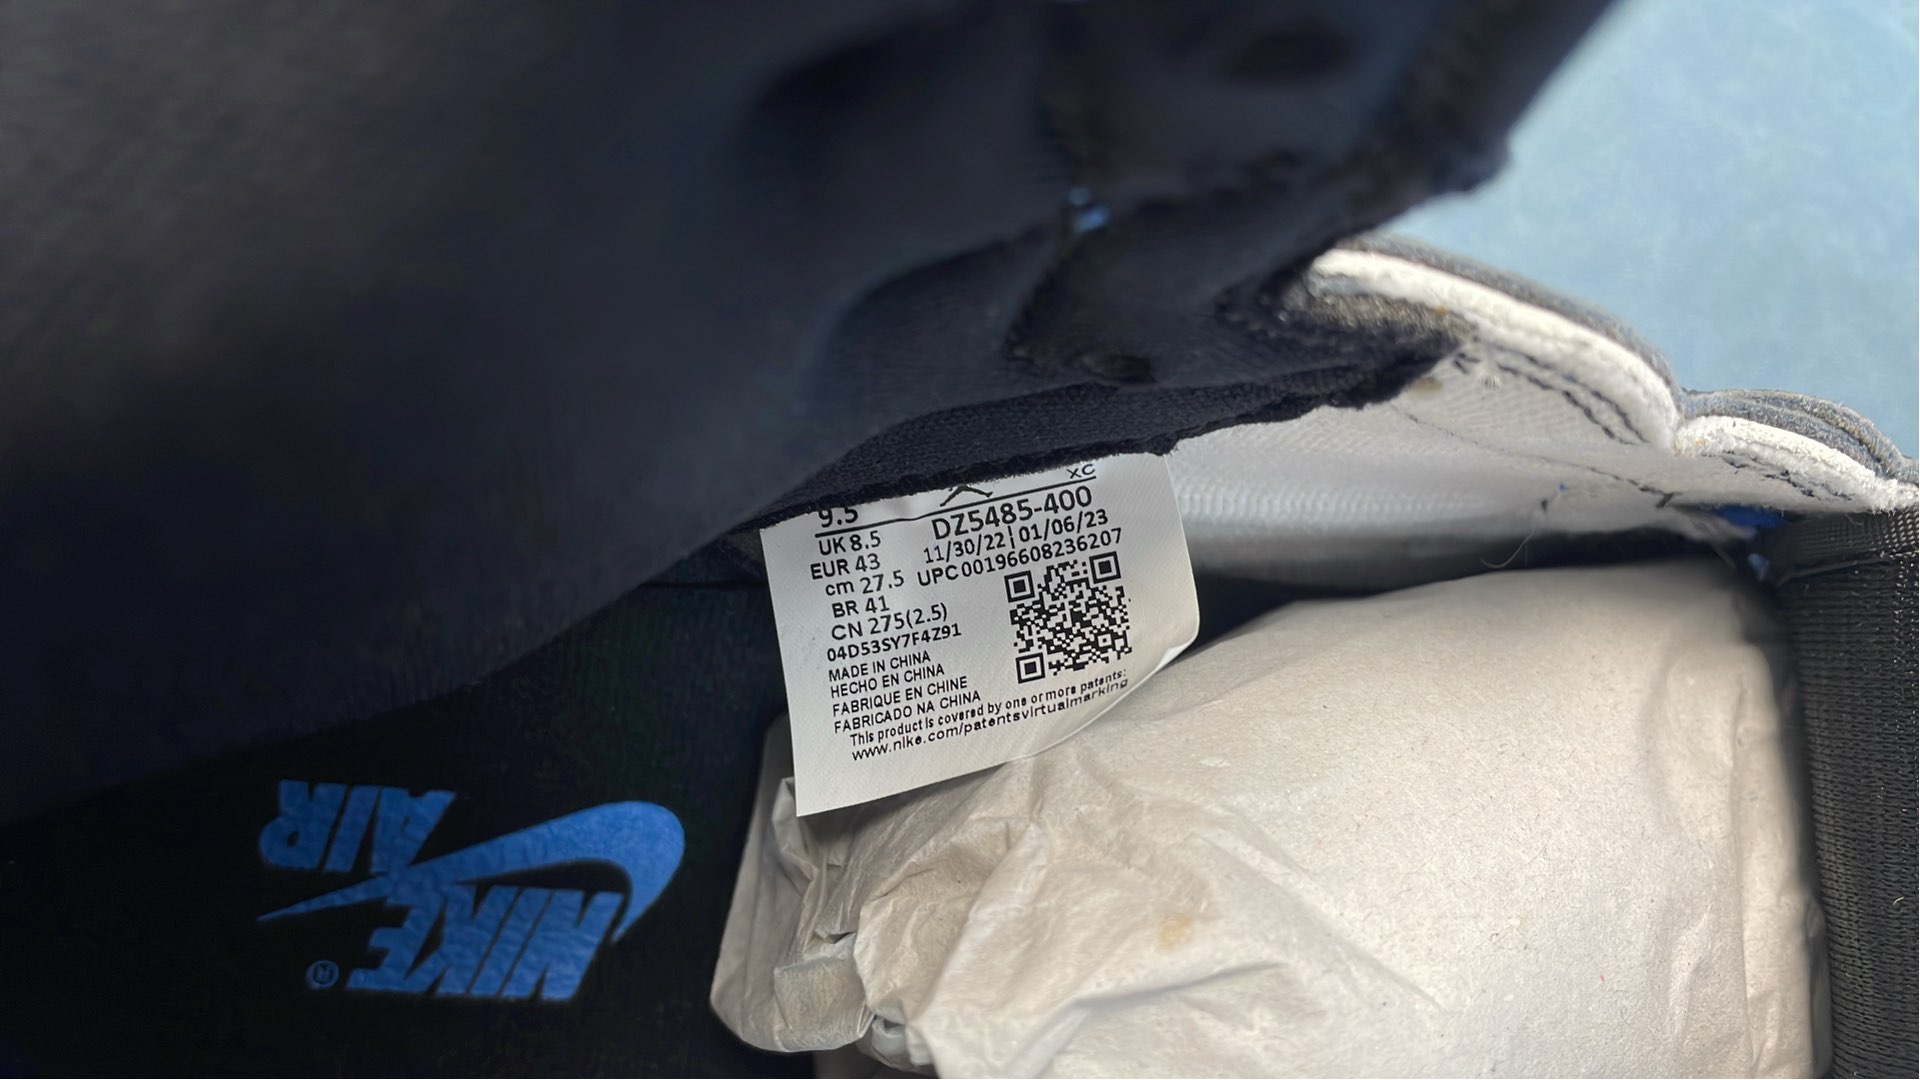 9.5
XC
UK 8.5
DZ5485-400
EUR 43
11/30/22|01/06/23
cm 27.5
UPC001966082​36207
BR 41
CN 275(2.5)
04D53SY7F4Z91
MADE IN CHINA
HECHO EN CHINA
FABRIQUE EN CHINE
FABRICADO NA CHINA
This product is covered by one or more patents:
www.nike.com/patentsvirtualmarking
NIKE ®
AIR